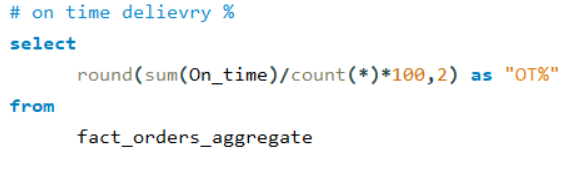 # on time delievry %
select
round(sum(On_time)/count(*)*100,2) as "OT%"
from
fact_orders_aggregate